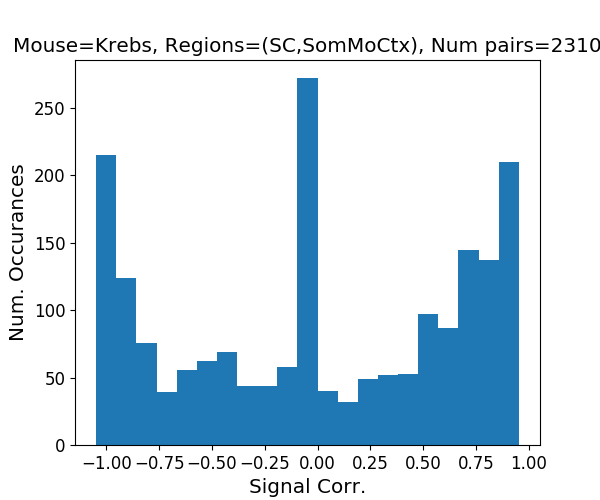 Mouse=Krebs, Regions=(SC,SomMoCtx), Num pairs=2310
Num. Occurances
250
200
150
100
50
0
−1.00 −0.75 −0.50 −0.25 0.00 0.25 0.50 0.75 1.00
Signal Corr.